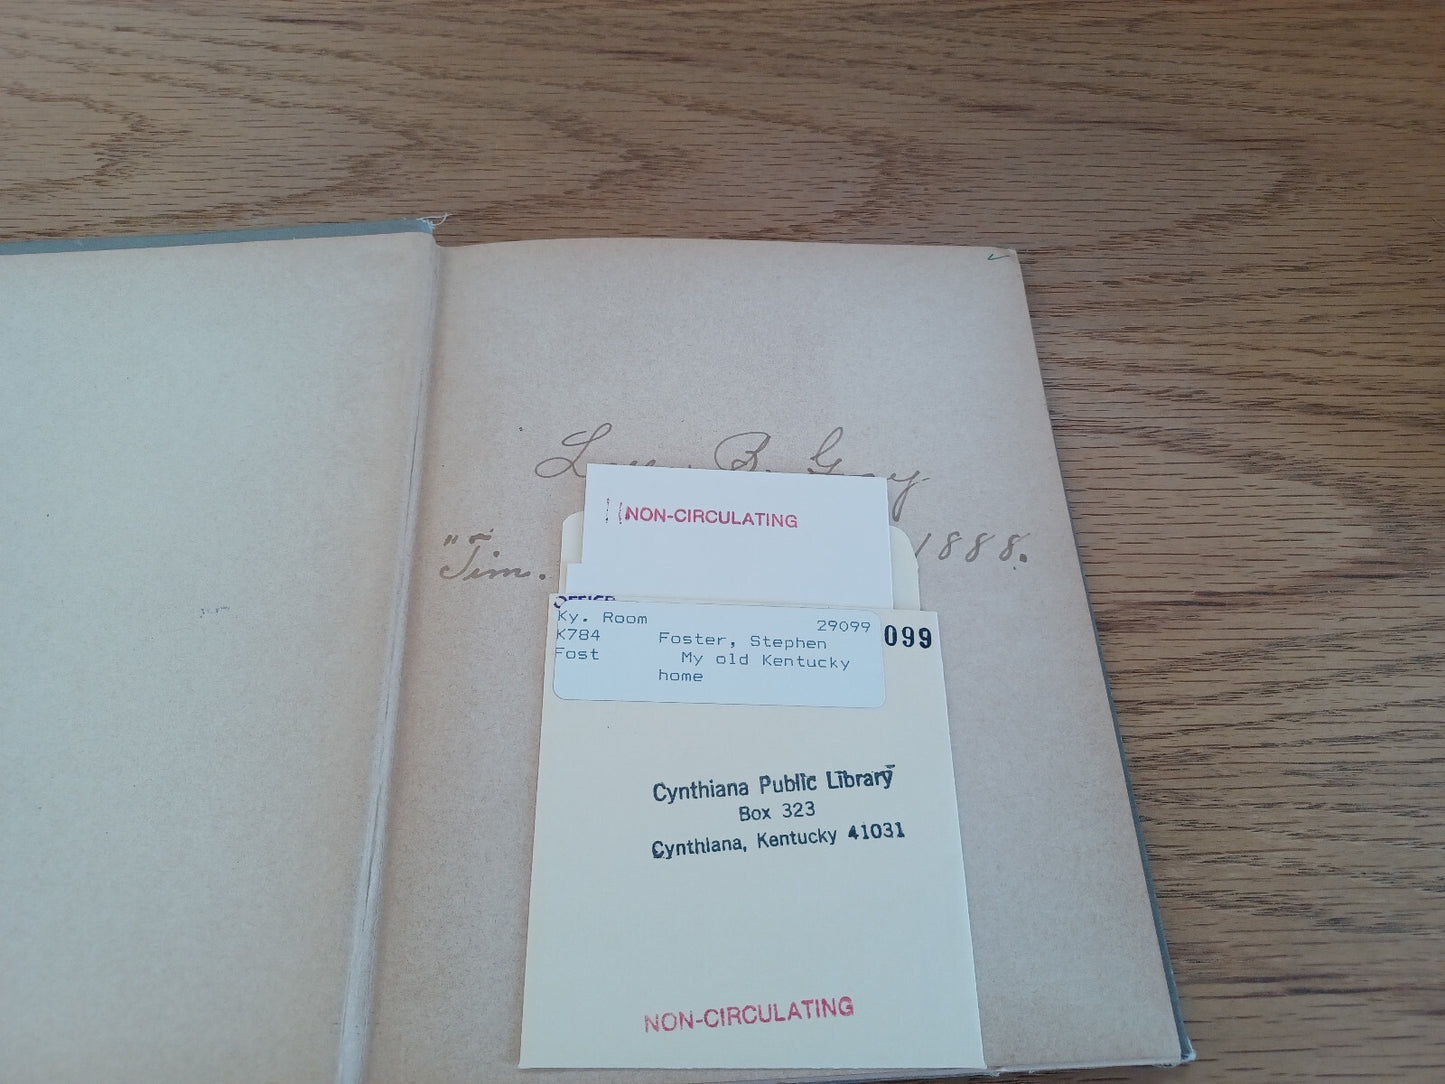 B. Gray
"Tim. 1888.
NON-CIRCULATING
OFFICE
Ky. Room 29099 099
K784 Foster, Stephen
Fost My old Kentucky
home
Cynthiana Public Library
Box 323
Cynthiana, Kentucky 41031
NON-CIRCULATING